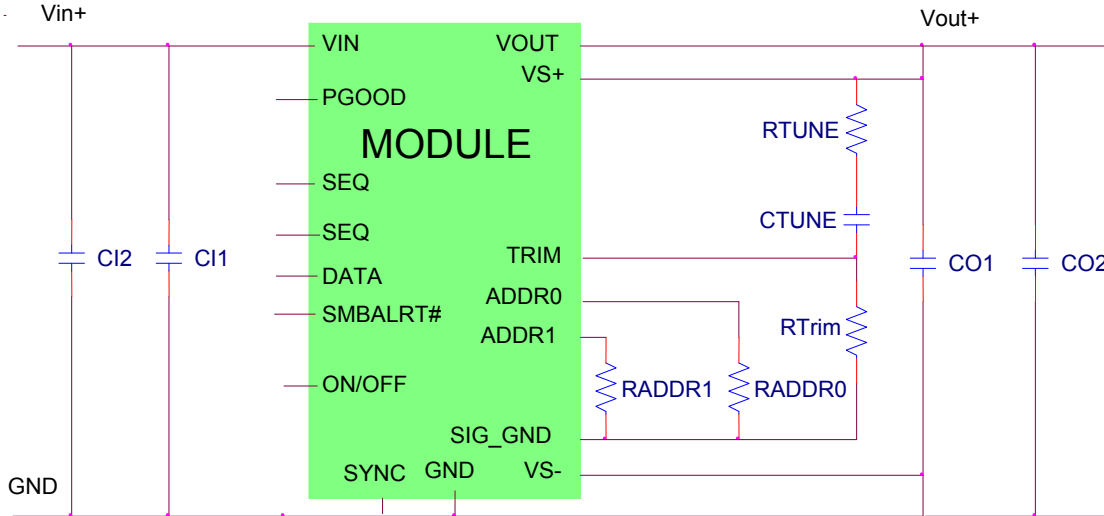 Vin+
Vout+
VIN
VOUT
VS+
PGOOD
MODULE
RTUNE
SEQ
CTUNE
SEQ
TRIM
CI2
CI1
CO1
CO2
DATA
ADDR0
SMBALRT#
RTrim
ADDR1
ON/OFF
RADDR1
RADDR0
SIG_GND
SYNC
GND
VS-
GND